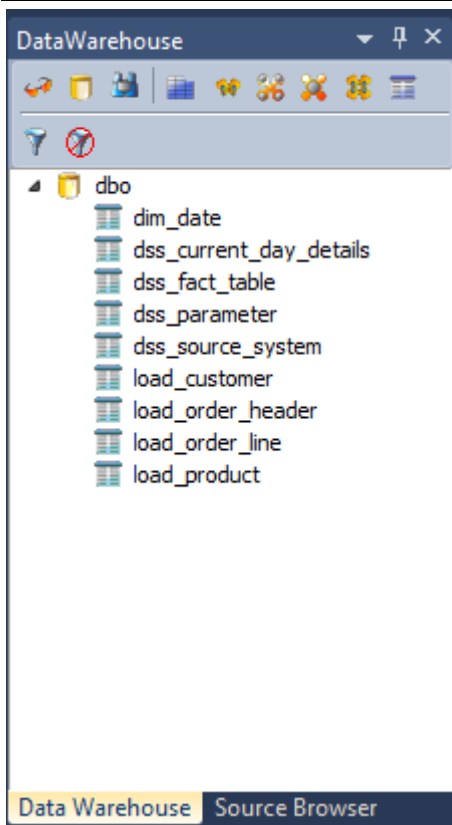 DataWarehouse
dbo
dim_date
dss_current_day_details
dss_fact_table
dss_parameter
dss_source_system
load_customer
load_order_header
load_order_line
load_product
Data Warehouse Source Browser